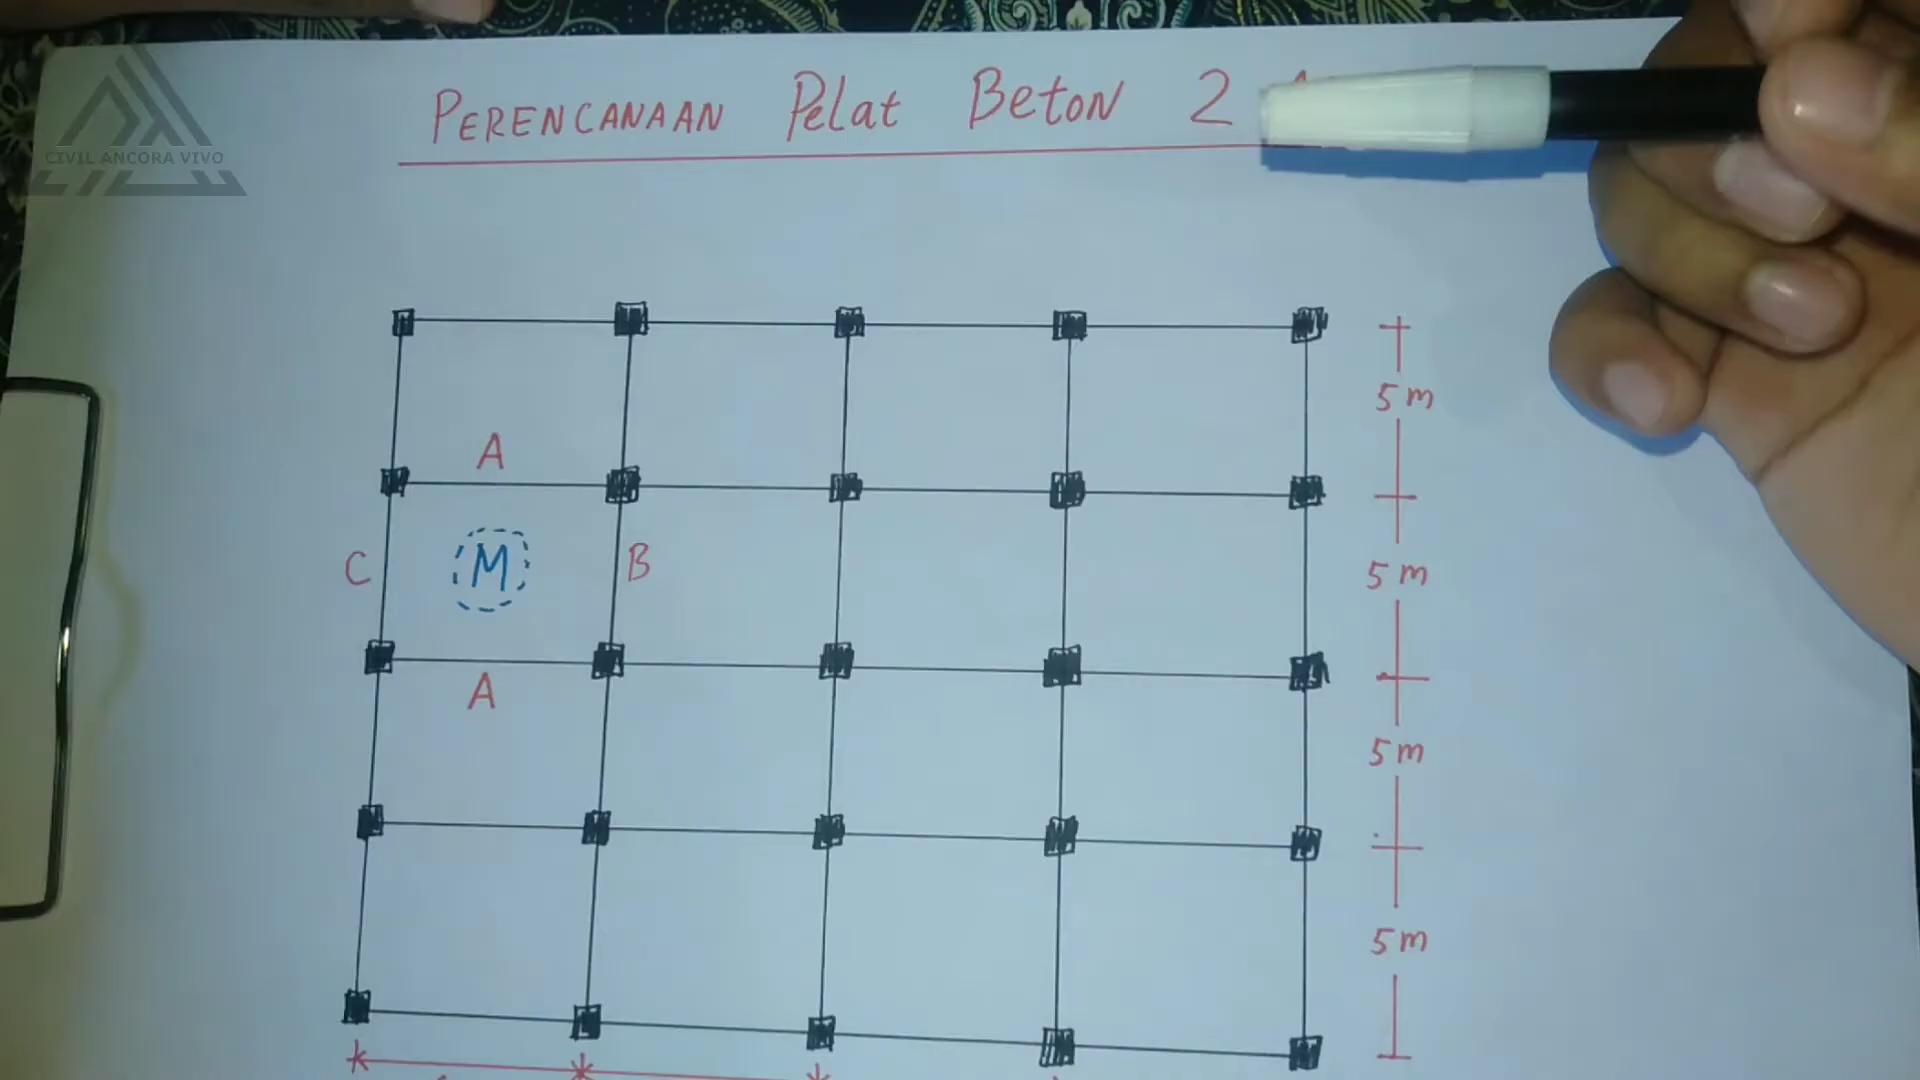 PERENCANAAN Pelat BetoN 2
CIVIL ANCORA VIVO
5 m
A
M
C
B
5 m
A
5 m
5 m